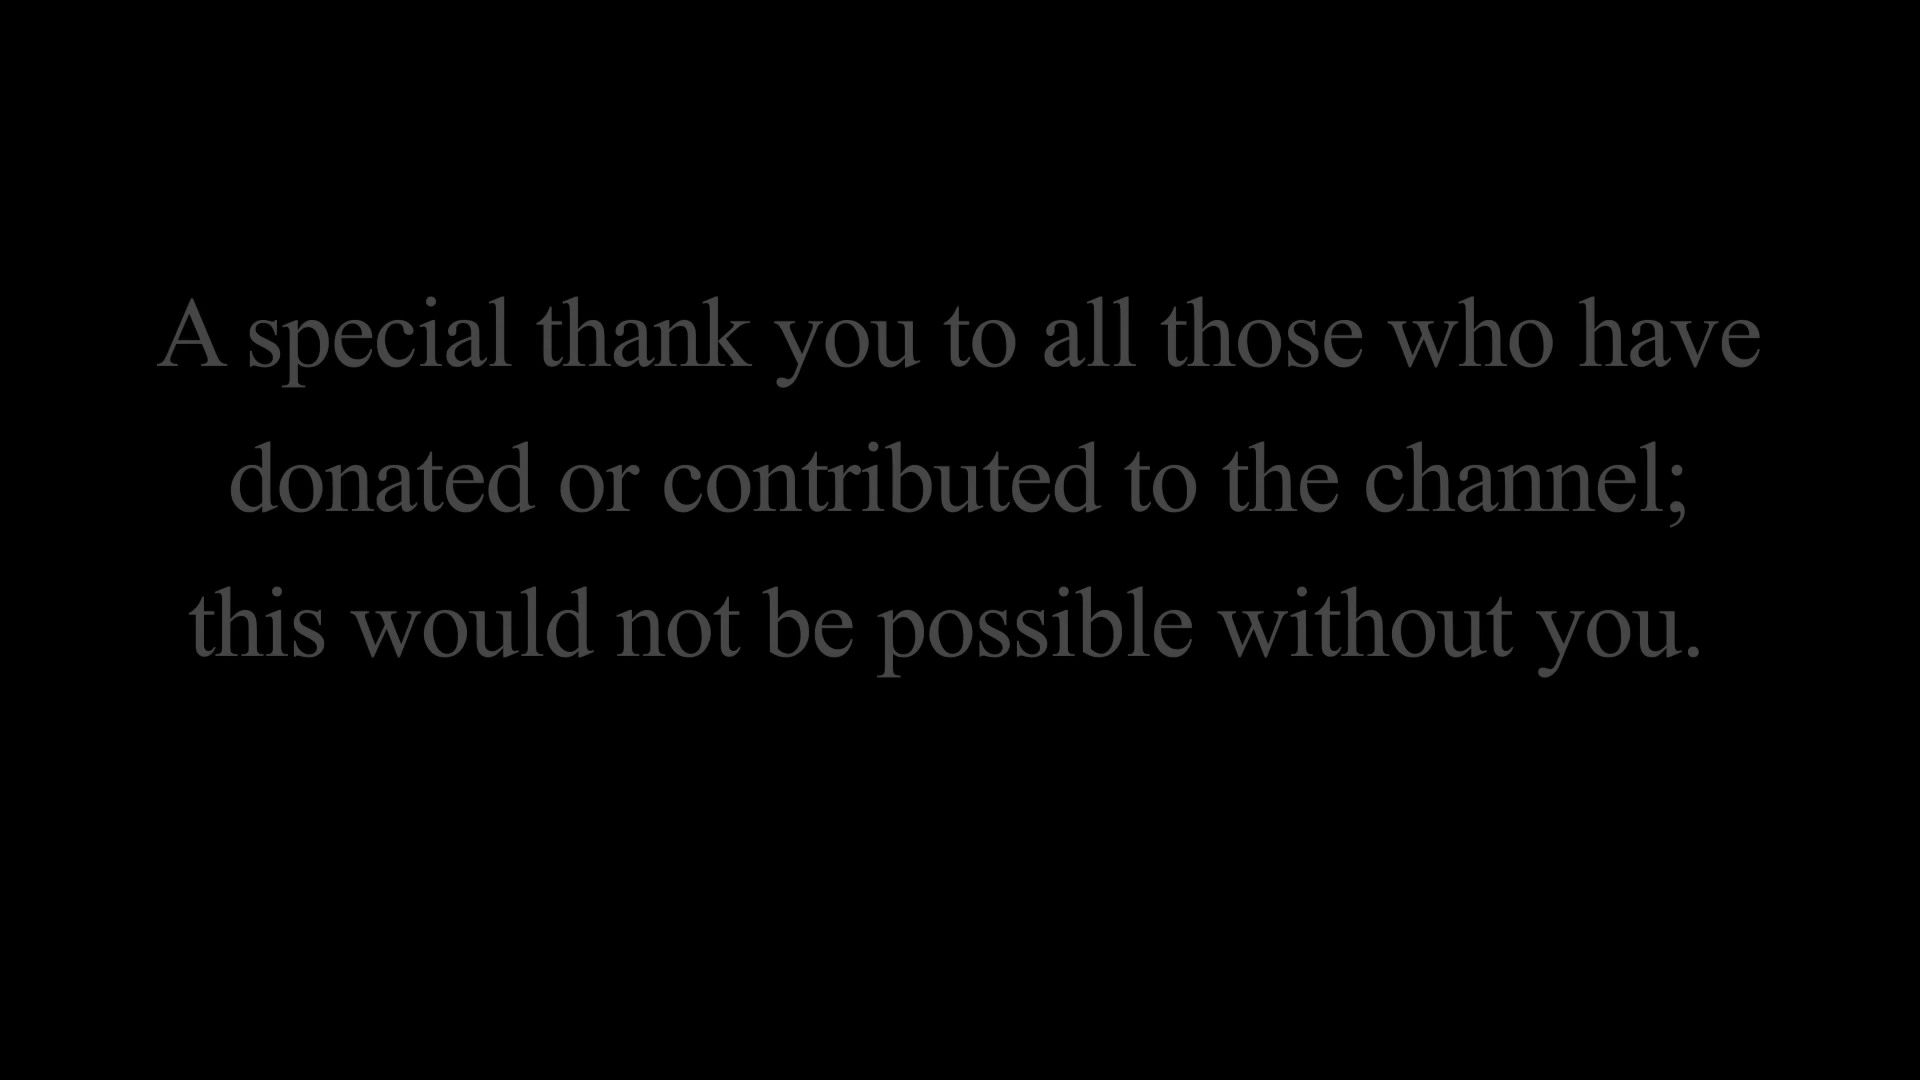 A special thank you to all those who have
donated or contributed to the channel;
this would not be possible without you.